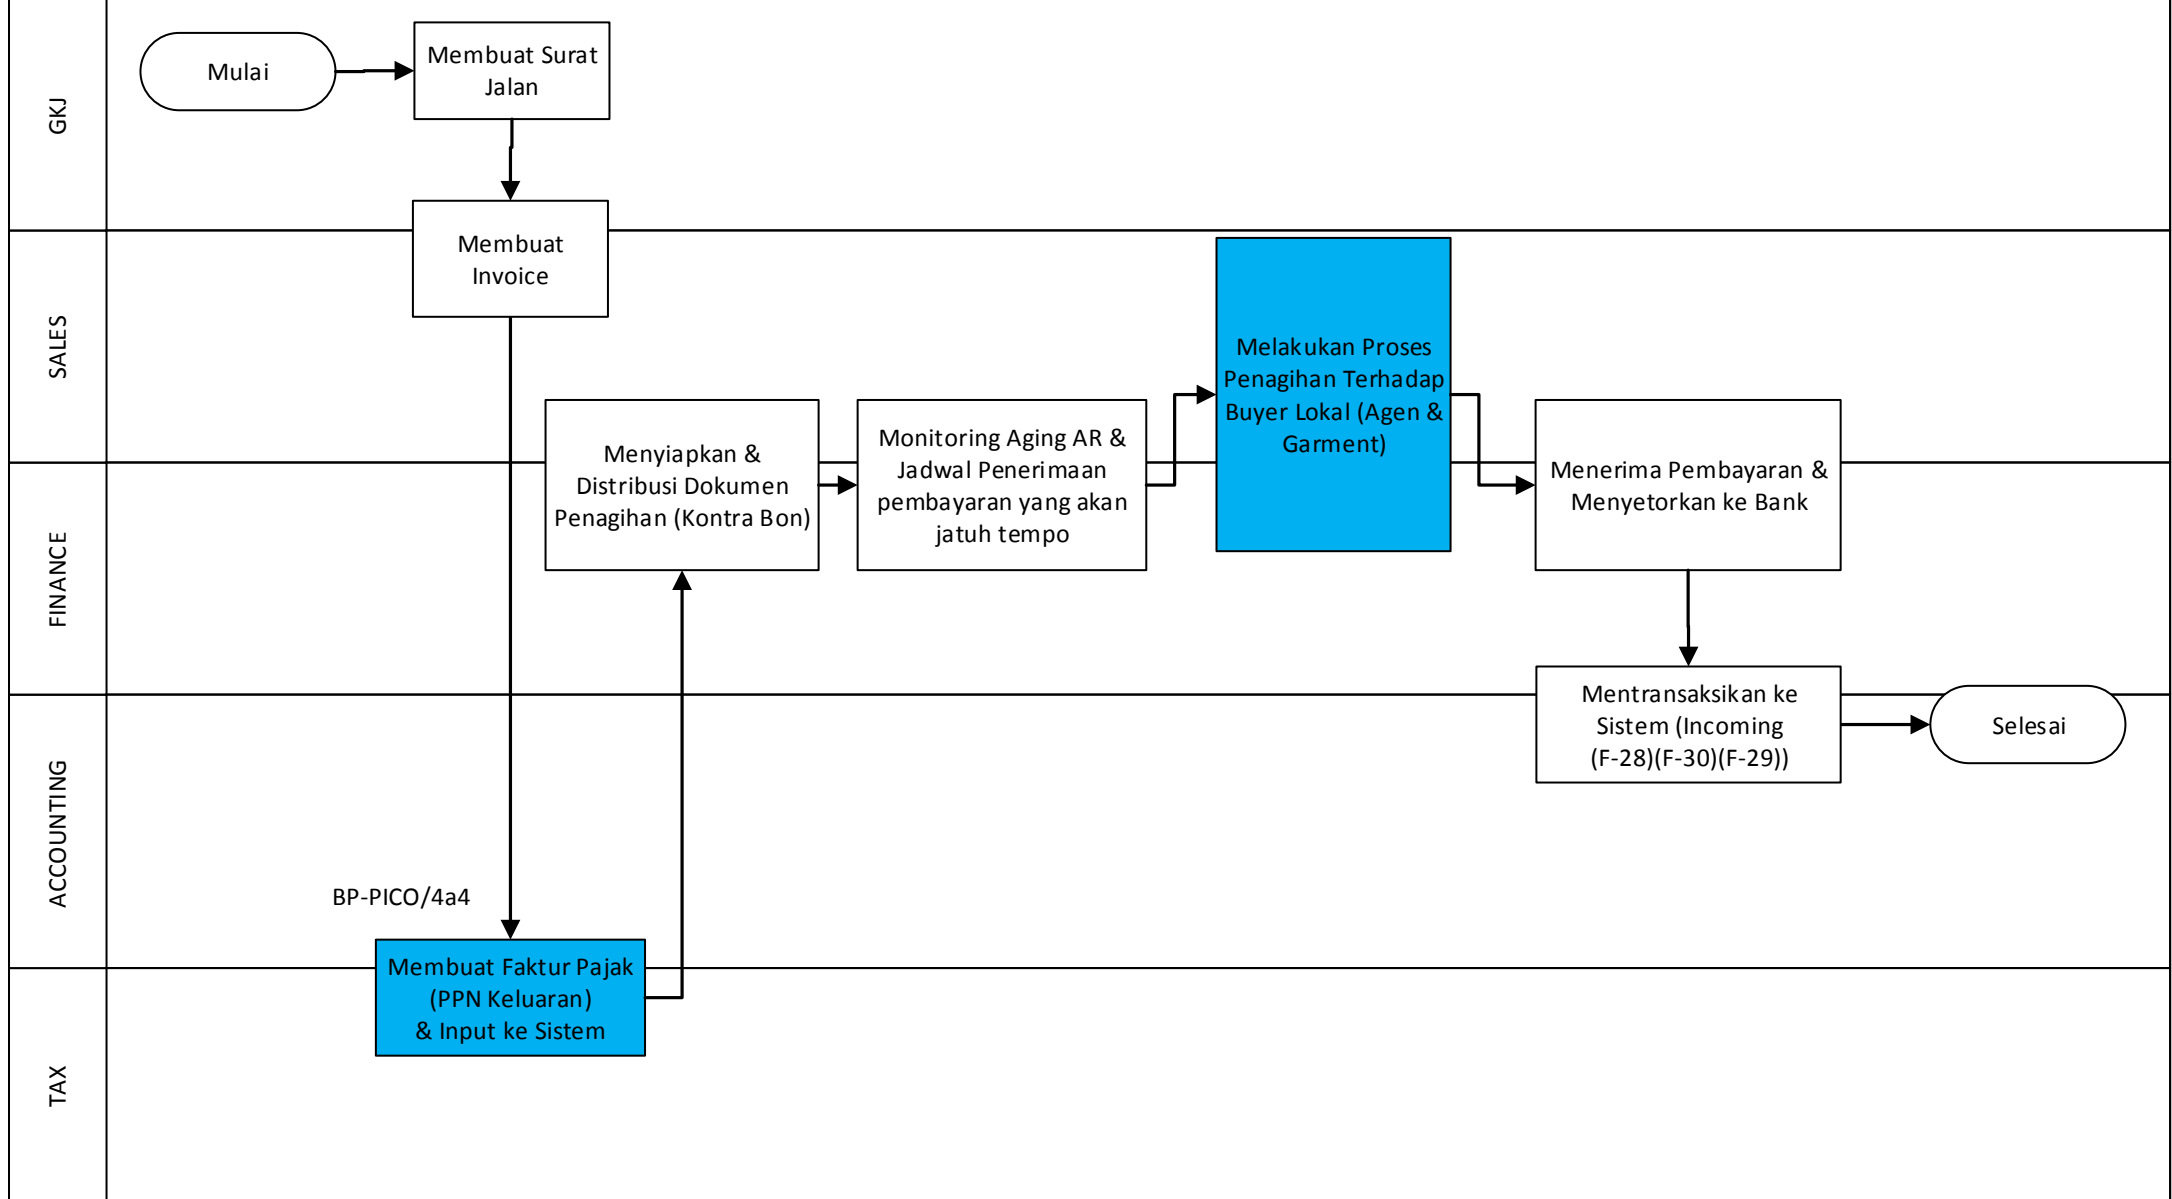 GKJ
Mulai
Membuat Surat
Jalan
SALES
Membuat
Invoice
Melakukan Proses
Penagihan Terhadap
Buyer Lokal (Agen &
Garment)
FINANCE
Menyiapkan &
Distribusi Dokumen
Penagihan (Kontra Bon)
Monitoring Aging AR &
Jadwal Penerimaan
pembayaran yang akan
jatuh tempo
Menerima Pembayaran &
Menyetorkan ke Bank
ACCOUNTING
Mentransaksikan ke
Sistem (Incoming
(F-28)(F-30)(F-29))
Selesai
BP-PICO/4a4
TAX
Membuat Faktur Pajak
(PPN Keluaran)
& Input ke Sistem